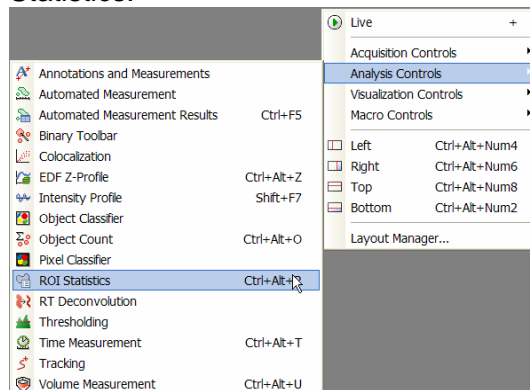 Live +
Acquisition Controls
Analysis Controls
Visualization Controls
Macro Controls
Left Ctrl+Alt+Num4
Right Ctrl+Alt+Num6
Top Ctrl+Alt+Num8
Bottom Ctrl+Alt+Num2
Layout Manager...
Annotations and Measurements
Automated Measurement
Automated Measurement Results Ctrl+F5
Binary Toolbar
Colocalization
EDF Z-Profile Ctrl+Alt+Z
Intensity Profile Shift+F7
Object Classifier
Object Count Ctrl+Alt+O
Pixel Classifier
ROI Statistics Ctrl+Alt+
RT Deconvolution
Thresholding
Time Measurement Ctrl+Alt+T
Tracking
Volume Measurement Ctrl+Alt+U